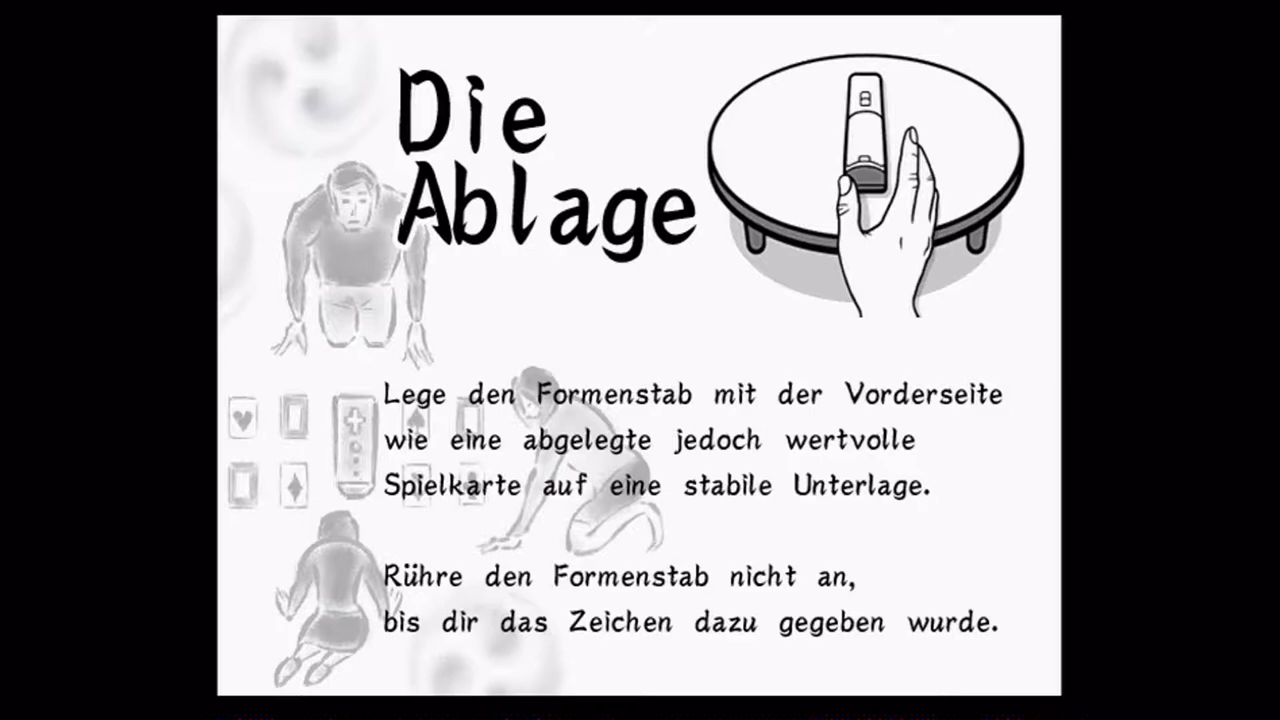 Die
Ablage
Lege den Formenstab mit der Vorderseite
wie eine abgelegte jedoch wertvolle
Spielkarte auf eine stabile Unterlage.
Rühre den Formenstab nicht an,
bis dir das Zeichen dazu gegeben wurde.